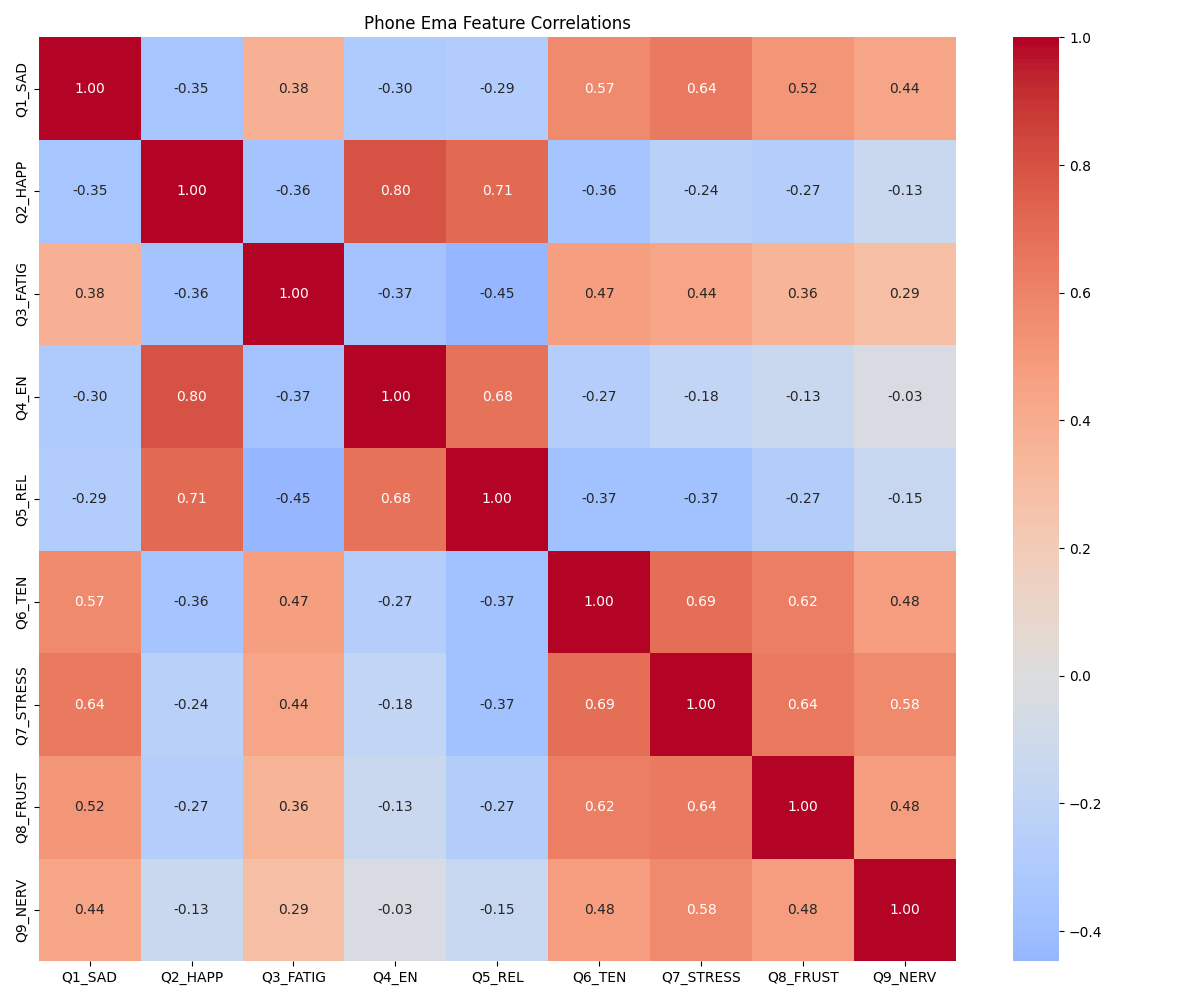 Phone Ema Feature Correlations
Q1_SAD 1.00 -0.35 0.38 -0.30 -0.29 0.57 0.64 0.52 0.44
Q2_HAPP -0.35 1.00 -0.36 0.80 0.71 -0.36 -0.24 -0.27 -0.13
Q3_FATIG 0.38 -0.36 1.00 -0.37 -0.45 0.47 0.44 0.36 0.29
Q4_EN -0.30 0.80 -0.37 1.00 0.68 -0.27 -0.18 -0.13 -0.03
Q5_REL -0.29 0.71 -0.45 0.68 1.00 -0.37 -0.37 -0.27 -0.15
Q6_TEN 0.57 -0.36 0.47 -0.27 -0.37 1.00 0.69 0.62 0.48
Q7_STRESS 0.64 -0.24 0.44 -0.18 -0.37 0.69 1.00 0.64 0.58
Q8_FRUST 0.52 -0.27 0.36 -0.13 -0.27 0.62 0.64 1.00 0.48
Q9_NERV 0.44 -0.13 0.29 -0.03 -0.15 0.48 0.58 0.48 1.00
Q1_SAD Q2_HAPP Q3_FATIG Q4_EN Q5_REL Q6_TEN Q7_STRESS Q8_FRUST Q9_NERV
1.0
0.8
0.6
0.4
0.2
0.0
−0.2
−0.4